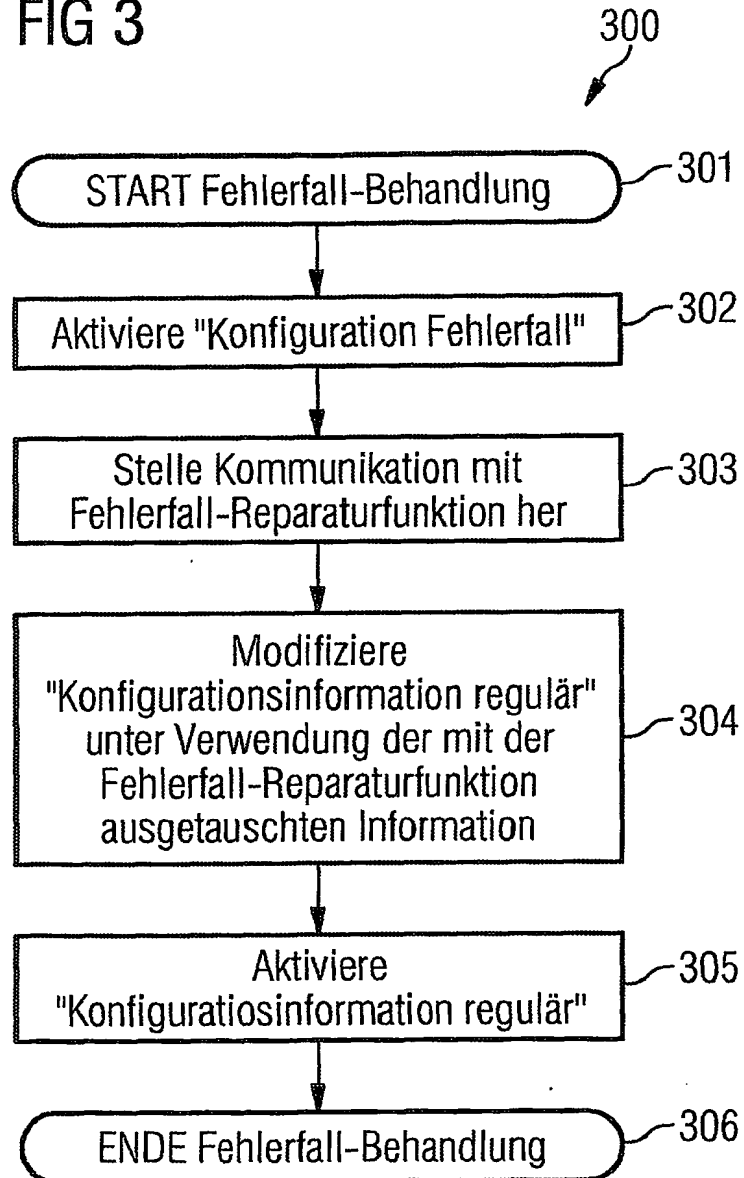 FIG 3
300
START Fehlerfall-Behandlung
301
Aktiviere "Konfiguration Fehlerfall"
302
Stelle Kommunikation mit
Fehlerfall-Reparaturfunktion her
303
Modifiziere
"Konfigurationsinformation regulär"
unter Verwendung der mit der
Fehlerfall-Reparaturfunktion
ausgetauschten Information
304
Aktiviere
"Konfiguratiosinformation regulär"
305
ENDE Fehlerfall-Behandlung
306